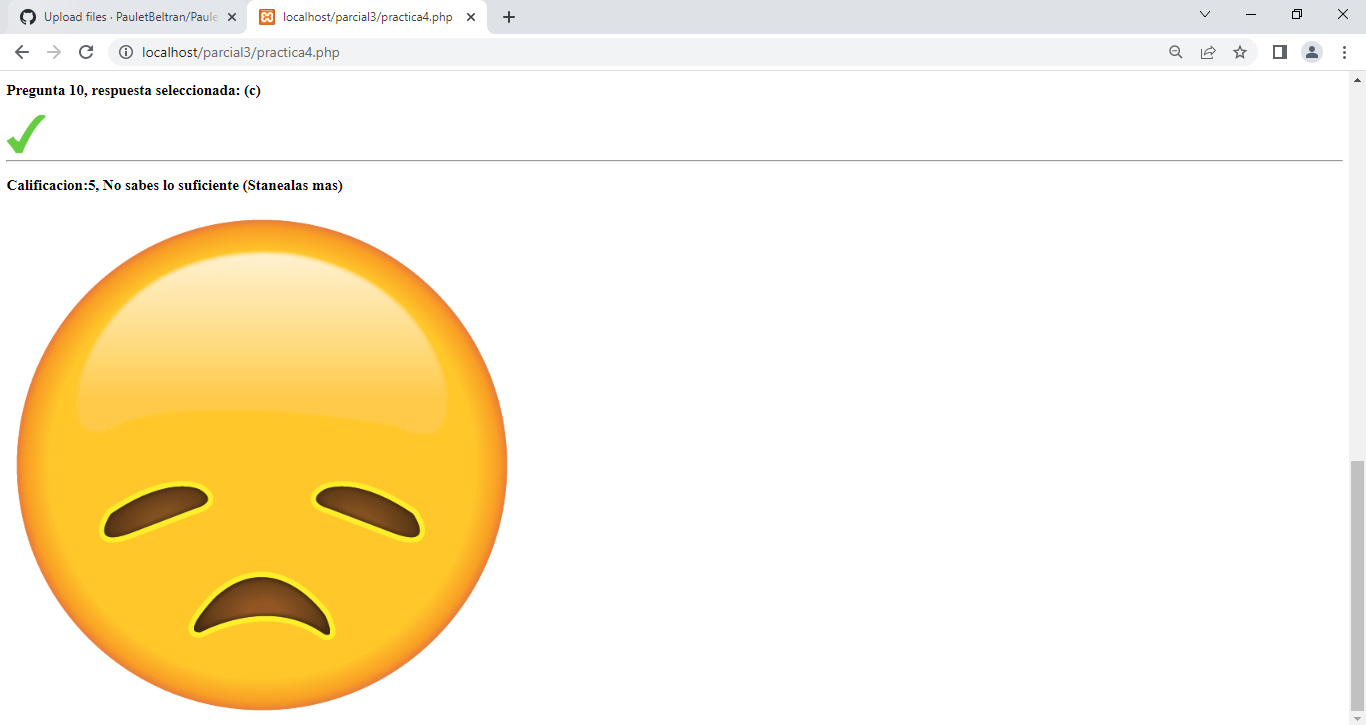 Upload files · PauletBeltran/Paule
localhost/parcial3/practica4.php
localhost/parcial3/practica4.php
Pregunta 10, respuesta seleccionada: (c)
Calificacion:5, No sabes lo suficiente (Stanealas mas)